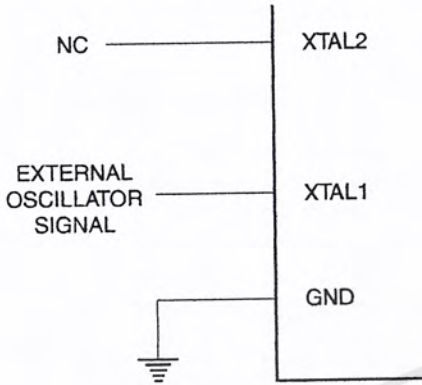 NC
XTAL2
EXTERNAL
OSCILLATOR
SIGNAL
XTAL1
GND